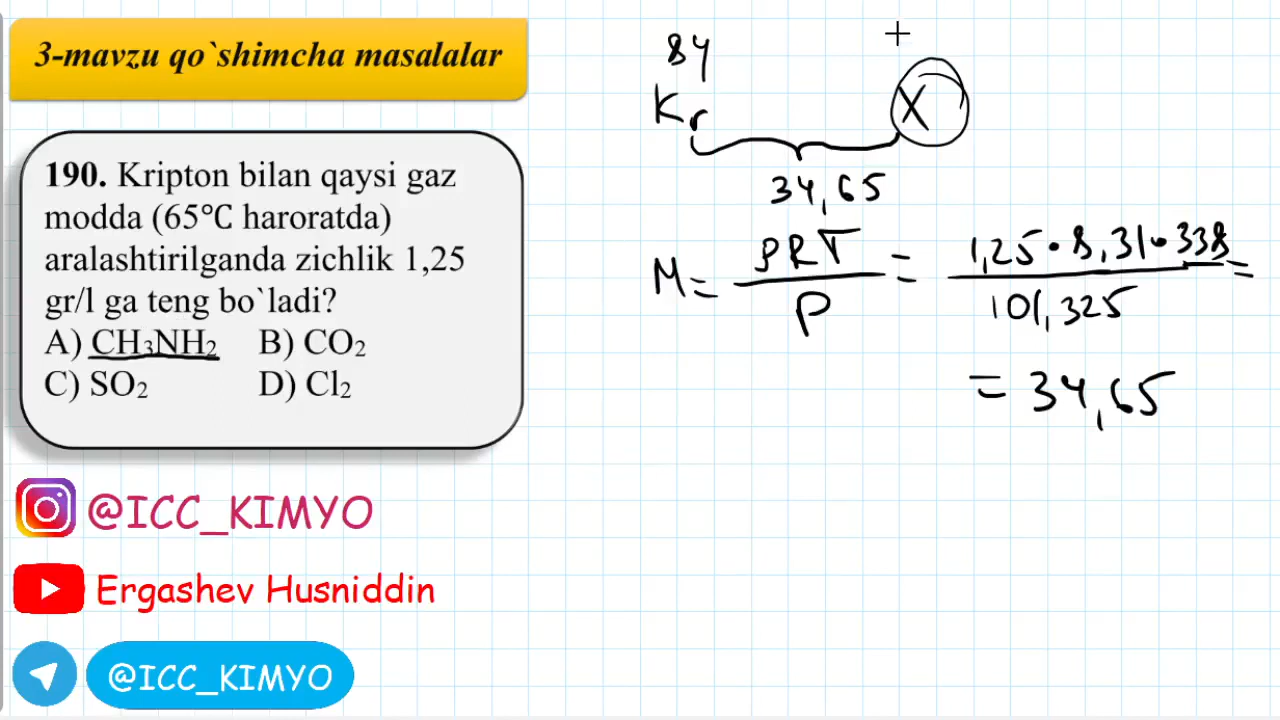 3-mavzu qo`shimcha masalalar
190. Kripton bilan qaysi gaz
modda (65℃ haroratda)
aralashtirilganda zichlik 1,25
gr/l ga teng bo`ladi?
A) CH₃NH₂ B) CO₂
C) SO₂ D) Cl₂
@ICC_KIMYO
Ergashev Husniddin
@ICC_KIMYO
84
Kr X
34,65
M = ρRT / P = 1,25 • 8,31 • 338 / 101,325 =
= 34,65